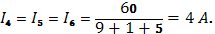 I₄ = I₅ = I₆ = 60 / (9 + 1 + 5) = 4 A.